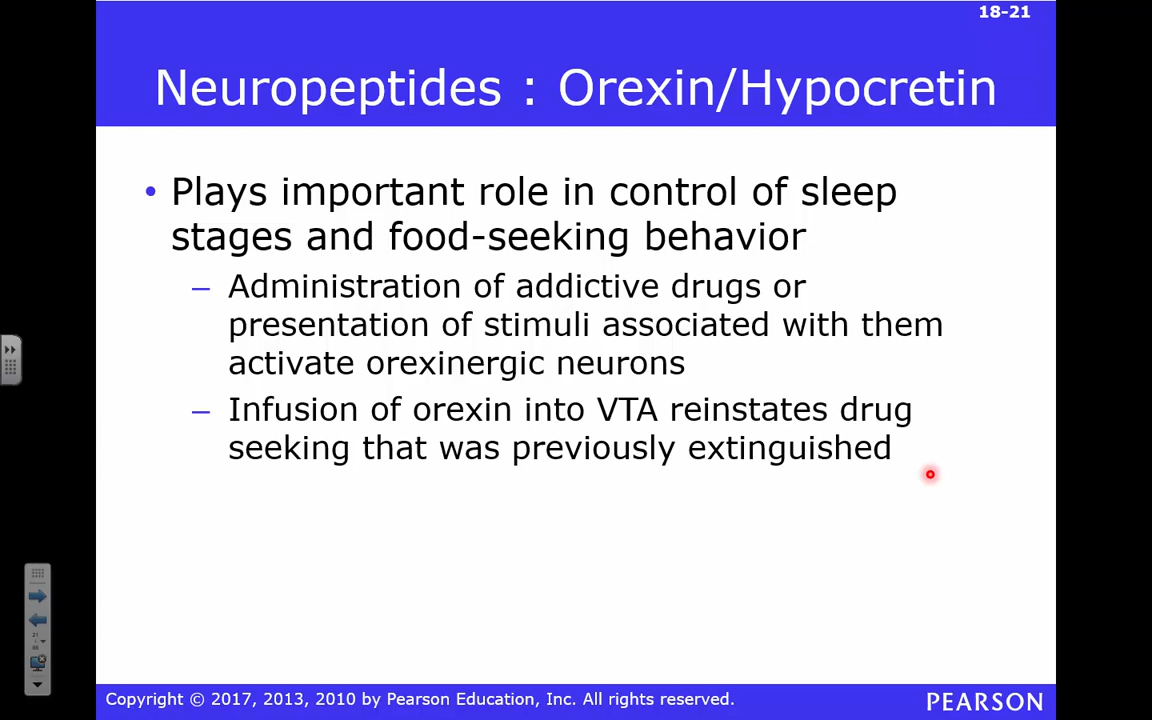 18-21
Neuropeptides : Orexin/Hypocretin
• Plays important role in control of sleep
stages and food-seeking behavior
– Administration of addictive drugs or
presentation of stimuli associated with them
activate orexinergic neurons
– Infusion of orexin into VTA reinstates drug
seeking that was previously extinguished
21
/
66
Copyright © 2017, 2013, 2010 by Pearson Education, Inc. All rights reserved.
PEARSON